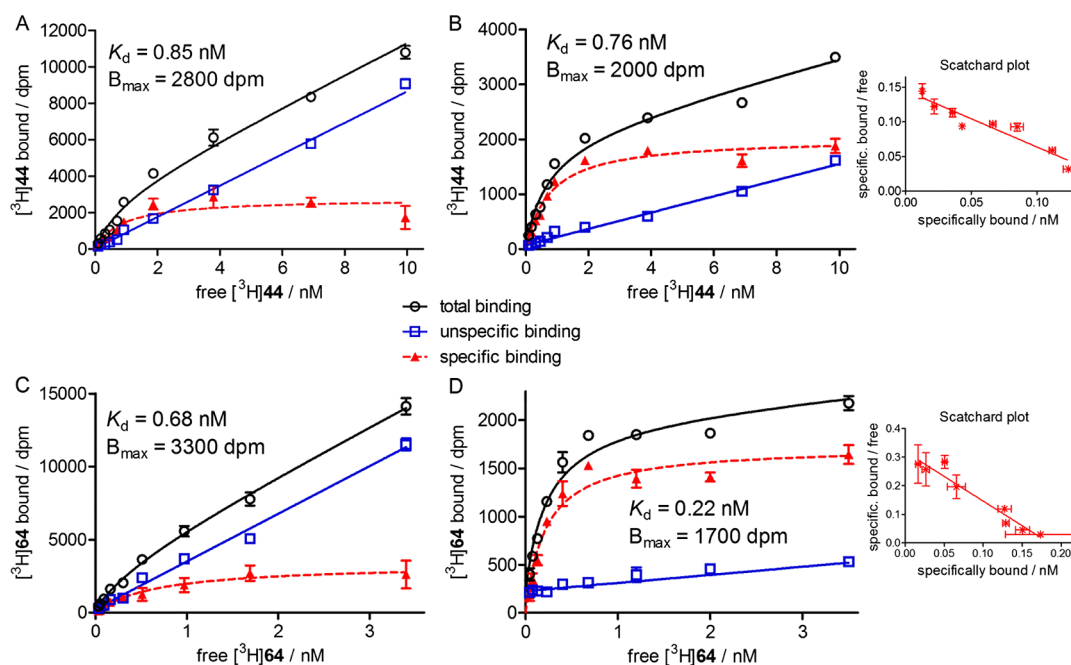 A
K_d = 0.85 nM
B_max = 2800 dpm
[³H]44 bound / dpm
12000
10000
8000
6000
4000
2000
0
0 2 4 6 8 10
free [³H]44 / nM
B
K_d = 0.76 nM
B_max = 2000 dpm
[³H]44 bound / dpm
4000
3000
2000
1000
0
0 2 4 6 8 10
free [³H]44 / nM
Scatchard plot
specific. bound / free
0.15
0.10
0.05
0.00
0.00 0.05 0.10
specifically bound / nM
total binding
unspecific binding
specific binding
C
K_d = 0.68 nM
B_max = 3300 dpm
[³H]64 bound / dpm
15000
10000
5000
0
0 1 2 3
free [³H]64 / nM
D
K_d = 0.22 nM
B_max = 1700 dpm
[³H]64 bound / dpm
2000
1500
1000
500
0
0 1 2 3
free [³H]64 / nM
Scatchard plot
specific. bound / free
0.4
0.3
0.2
0.1
0.0
0.00 0.05 0.10 0.15 0.20
specifically bound / nM